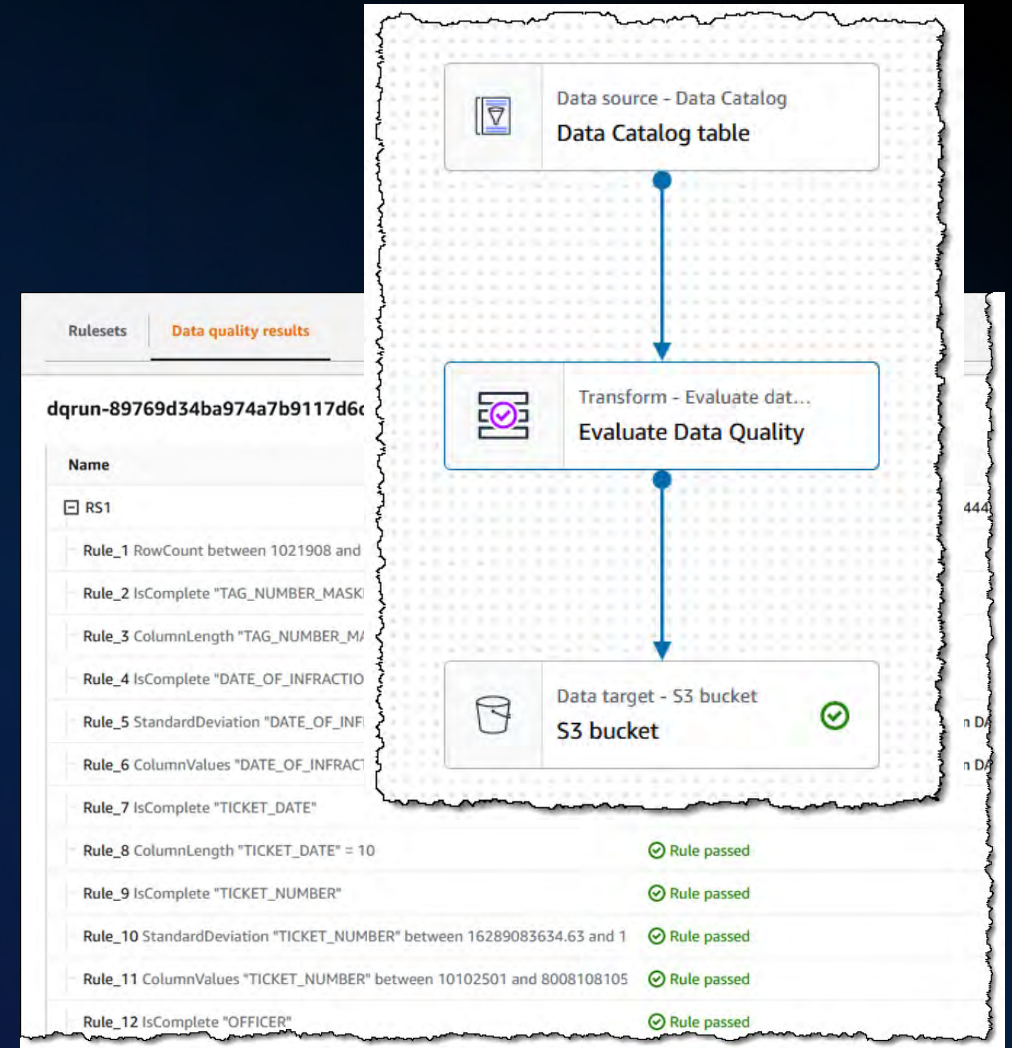 Data source - Data Catalog
Data Catalog table
Transform - Evaluate dat...
Evaluate Data Quality
Data target - S3 bucket
S3 bucket
Rulesets
Data quality results
dqrun-89769d34ba974a7b9117d6
Name
RS1
444
Rule_1 RowCount between 1021908 and
Rule_2 IsComplete "TAG_NUMBER_MASK
Rule_3 ColumnLength "TAG_NUMBER_MA
Rule_4 IsComplete "DATE_OF_INFRACTIO
Rule_5 StandardDeviation "DATE_OF_INF
n DA
Rule_6 ColumnValues "DATE_OF_INFRACT
n DA
Rule_7 IsComplete "TICKET_DATE"
Rule_8 ColumnLength "TICKET_DATE" = 10
Rule passed
Rule_9 IsComplete "TICKET_NUMBER"
Rule passed
Rule_10 StandardDeviation "TICKET_NUMBER" between 16289083634.63 and 1
Rule passed
Rule_11 ColumnValues "TICKET_NUMBER" between 10102501 and 8008108105
Rule passed
Rule_12 IsComplete "OFFICER"
Rule passed